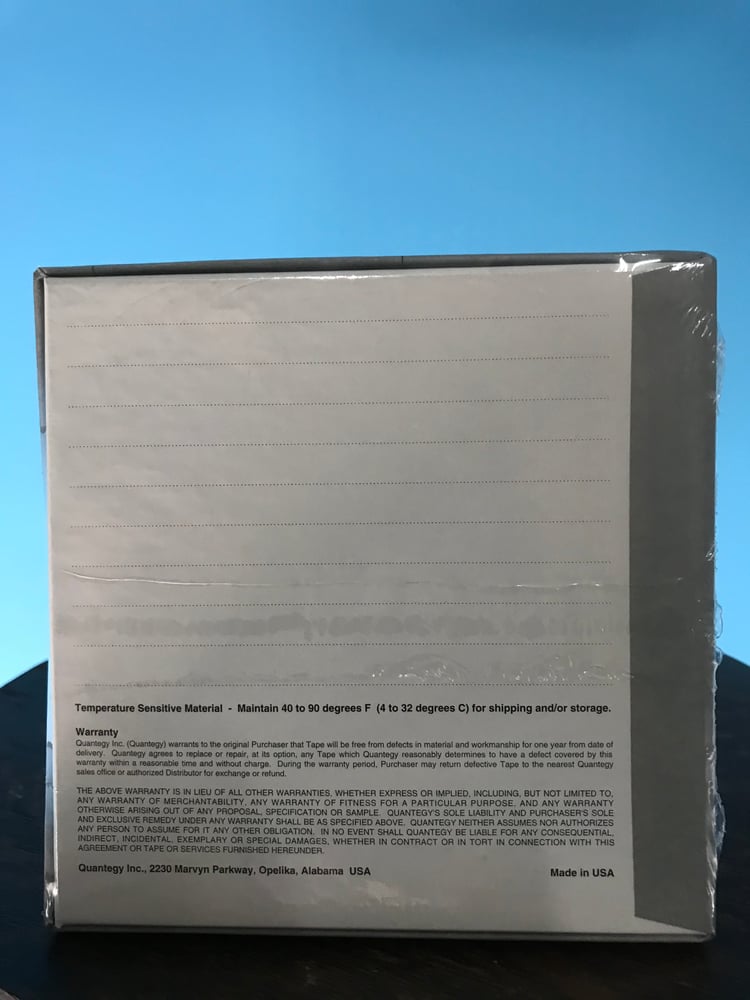 Temperature Sensitive Material - Maintain 40 to 90 degrees F (4 to 32 degrees C) for shipping and/or storage.
Warranty
Quantegy Inc. (Quantegy) warrants to the original Purchaser that Tape will be free from defects in material and workmanship for one year from date of
delivery. Quantegy agrees to replace or repair, at its option, any Tape which Quantegy reasonably determines to have a defect covered by this
warranty within a reasonable time and without charge. During the warranty period, Purchaser may return defective Tape to the nearest Quantegy
sales office or authorized Distributor for exchange or refund.
THE ABOVE WARRANTY IS IN LIEU OF ALL OTHER WARRANTIES, WHETHER EXPRESS OR IMPLIED, INCLUDING, BUT NOT LIMITED TO,
ANY WARRANTY OF MERCHANTABILITY, ANY WARRANTY OF FITNESS FOR A PARTICULAR PURPOSE, AND ANY WARRANTY
OTHERWISE ARISING OUT OF ANY PROPOSAL, SPECIFICATION OR SAMPLE. QUANTEGY'S SOLE LIABILITY AND PURCHASER'S SOLE
AND EXCLUSIVE REMEDY UNDER ANY WARRANTY SHALL BE AS SPECIFIED ABOVE. QUANTEGY NEITHER ASSUMES NOR AUTHORIZES
ANY PERSON TO ASSUME FOR IT ANY OTHER OBLIGATION. IN NO EVENT SHALL QUANTEGY BE LIABLE FOR ANY CONSEQUENTIAL,
INDIRECT, INCIDENTAL, EXEMPLARY OR SPECIAL DAMAGES, WHETHER IN CONTRACT OR IN TORT IN CONNECTION WITH THIS
AGREEMENT OR TAPE OR SERVICES FURNISHED HEREUNDER.
Quantegy Inc., 2230 Marvyn Parkway, Opelika, Alabama USA
Made in USA